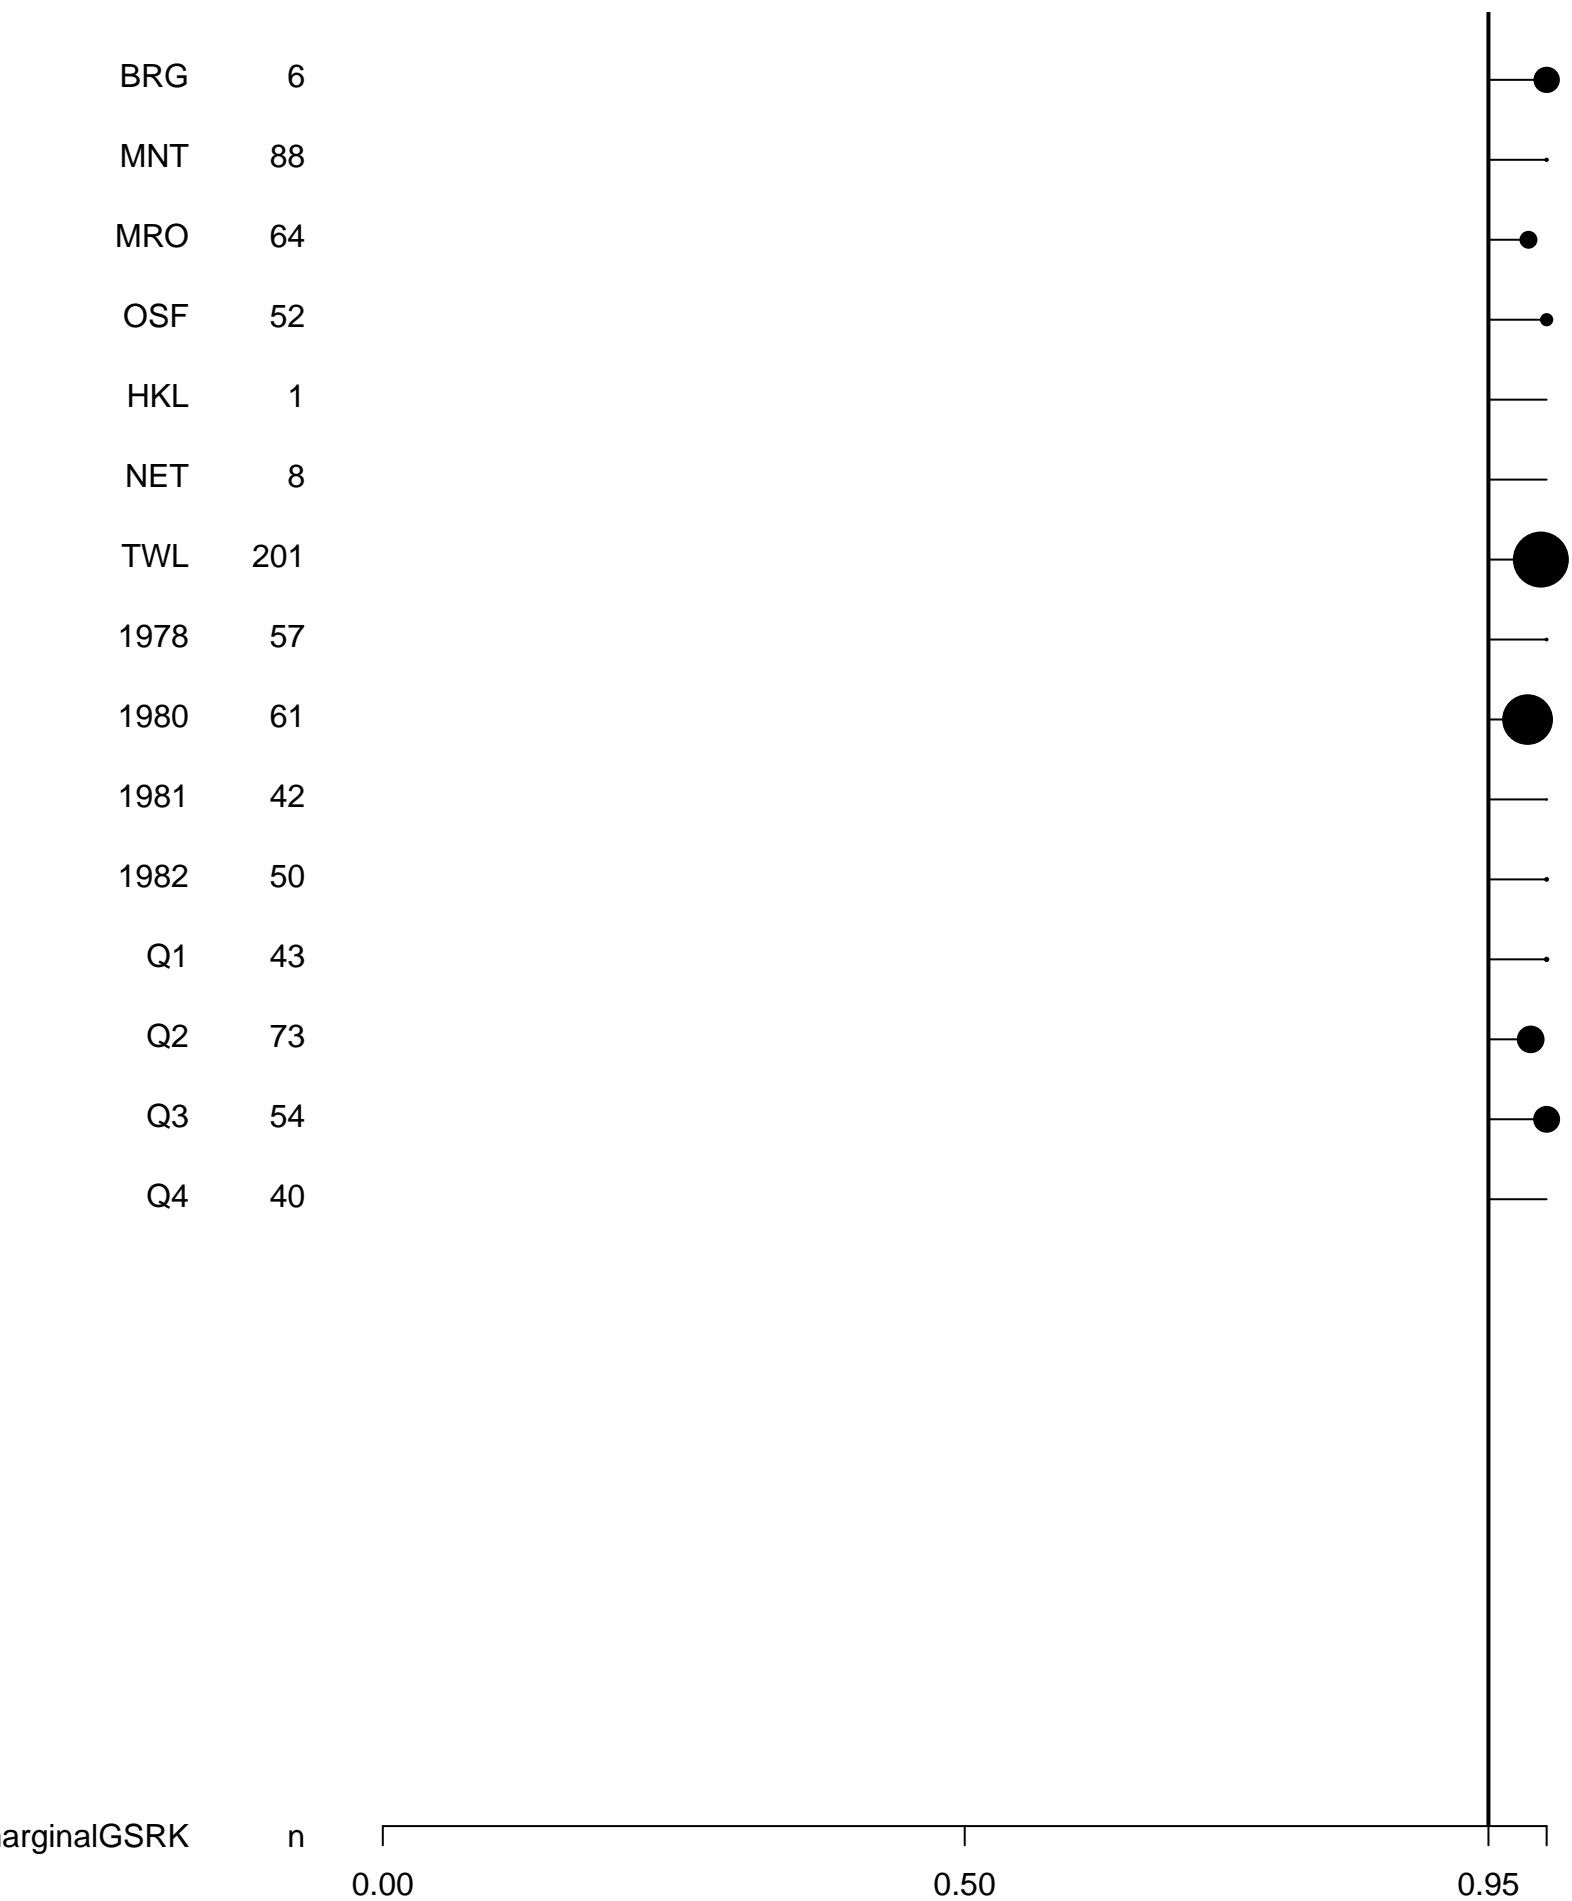 BRG 6
MNT 88
MRO 64
OSF 52
HKL 1
NET 8
TWL 201
1978 57
1980 61
1981 42
1982 50
Q1 43
Q2 73
Q3 54
Q4 40
arginalGSRK n
0.00 0.50 0.95